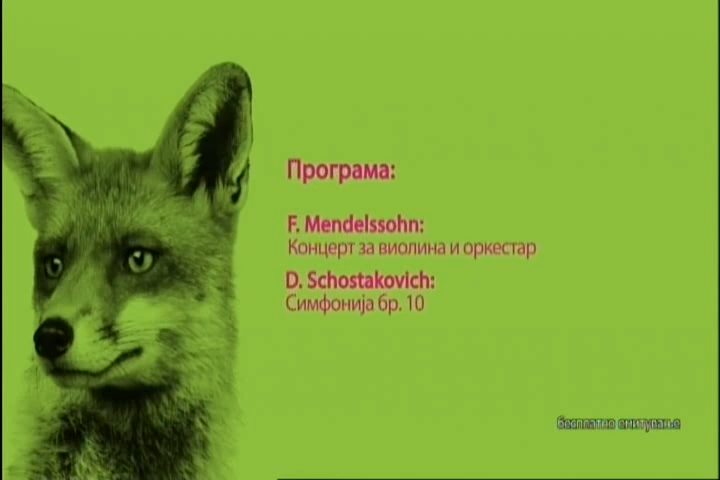 Програма:
F. Mendelssohn:
Концерт за виолина и оркестар
D. Schostakovich:
Симфонија бр. 10
бесплатно емитување